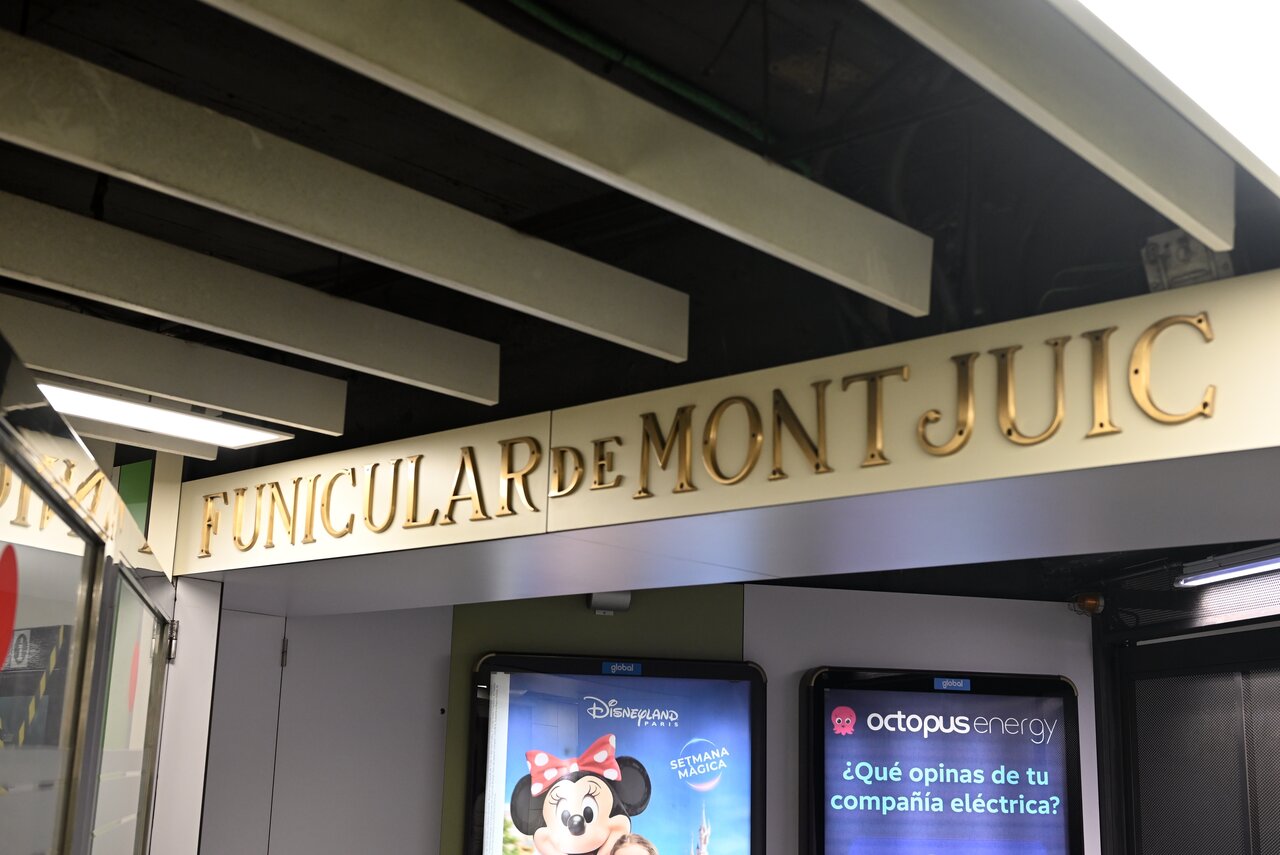 FUNICULAR DE MONTJUIC
global
DISNEYLAND
PARIS
SETMANA
MÀGICA
global
octopus energy
¿Qué opinas de tu
compañía eléctrica?